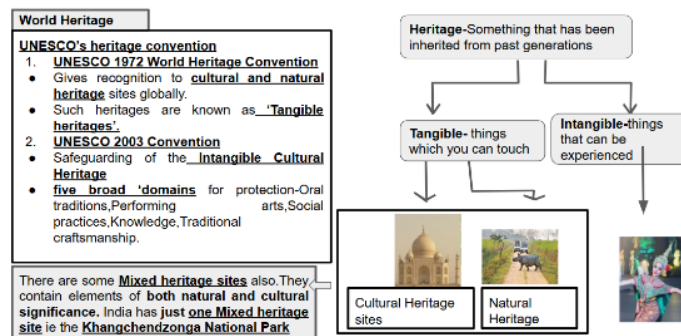 World Heritage
UNESCO's heritage convention
1. UNESCO 1972 World Heritage Convention
● Gives recognition to cultural and natural
heritage sites globally.
● Such heritages are known as 'Tangible
heritages'.
2. UNESCO 2003 Convention
● Safeguarding of the Intangible Cultural
Heritage
● five broad 'domains for protection-Oral
traditions,Performing arts,Social
practices,Knowledge,Traditional
craftsmanship.
There are some Mixed heritage sites also.They
contain elements of both natural and cultural
significance. India has just one Mixed heritage
site ie the Khangchendzonga National Park
Heritage-Something that has been
inherited from past generations
Tangible- things
which you can touch
Intangible-things
that can be
experienced
Cultural Heritage
sites
Natural
Heritage